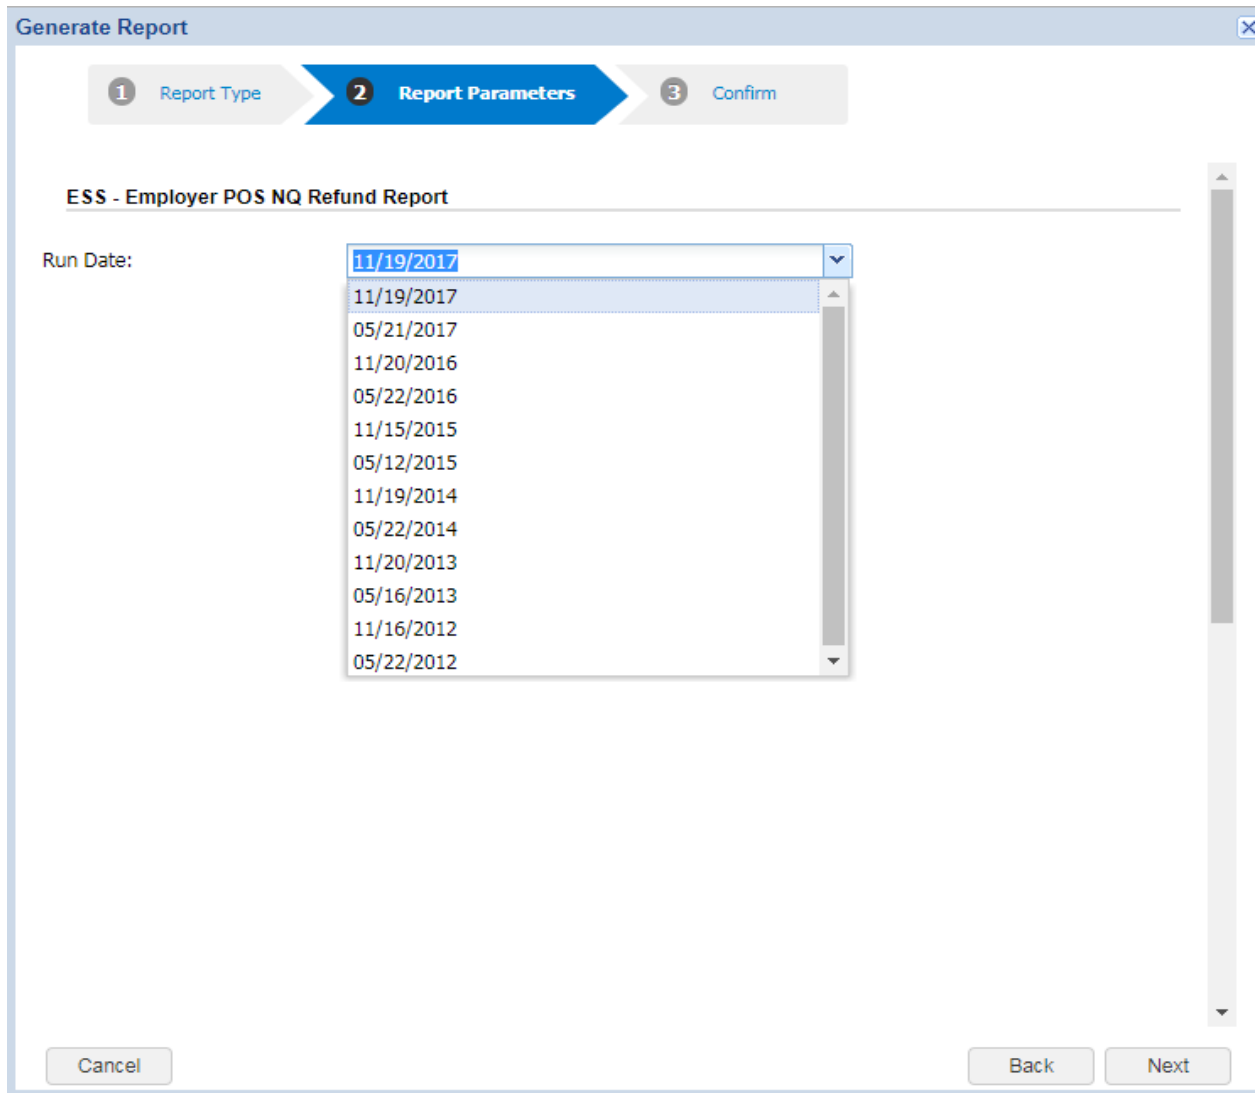 Generate Report
1 Report Type 2 Report Parameters 3 Confirm
ESS - Employer POS NQ Refund Report
Run Date: 11/19/2017
11/19/2017
05/21/2017
11/20/2016
05/22/2016
11/15/2015
05/12/2015
11/19/2014
05/22/2014
11/20/2013
05/16/2013
11/16/2012
05/22/2012
Cancel Back Next